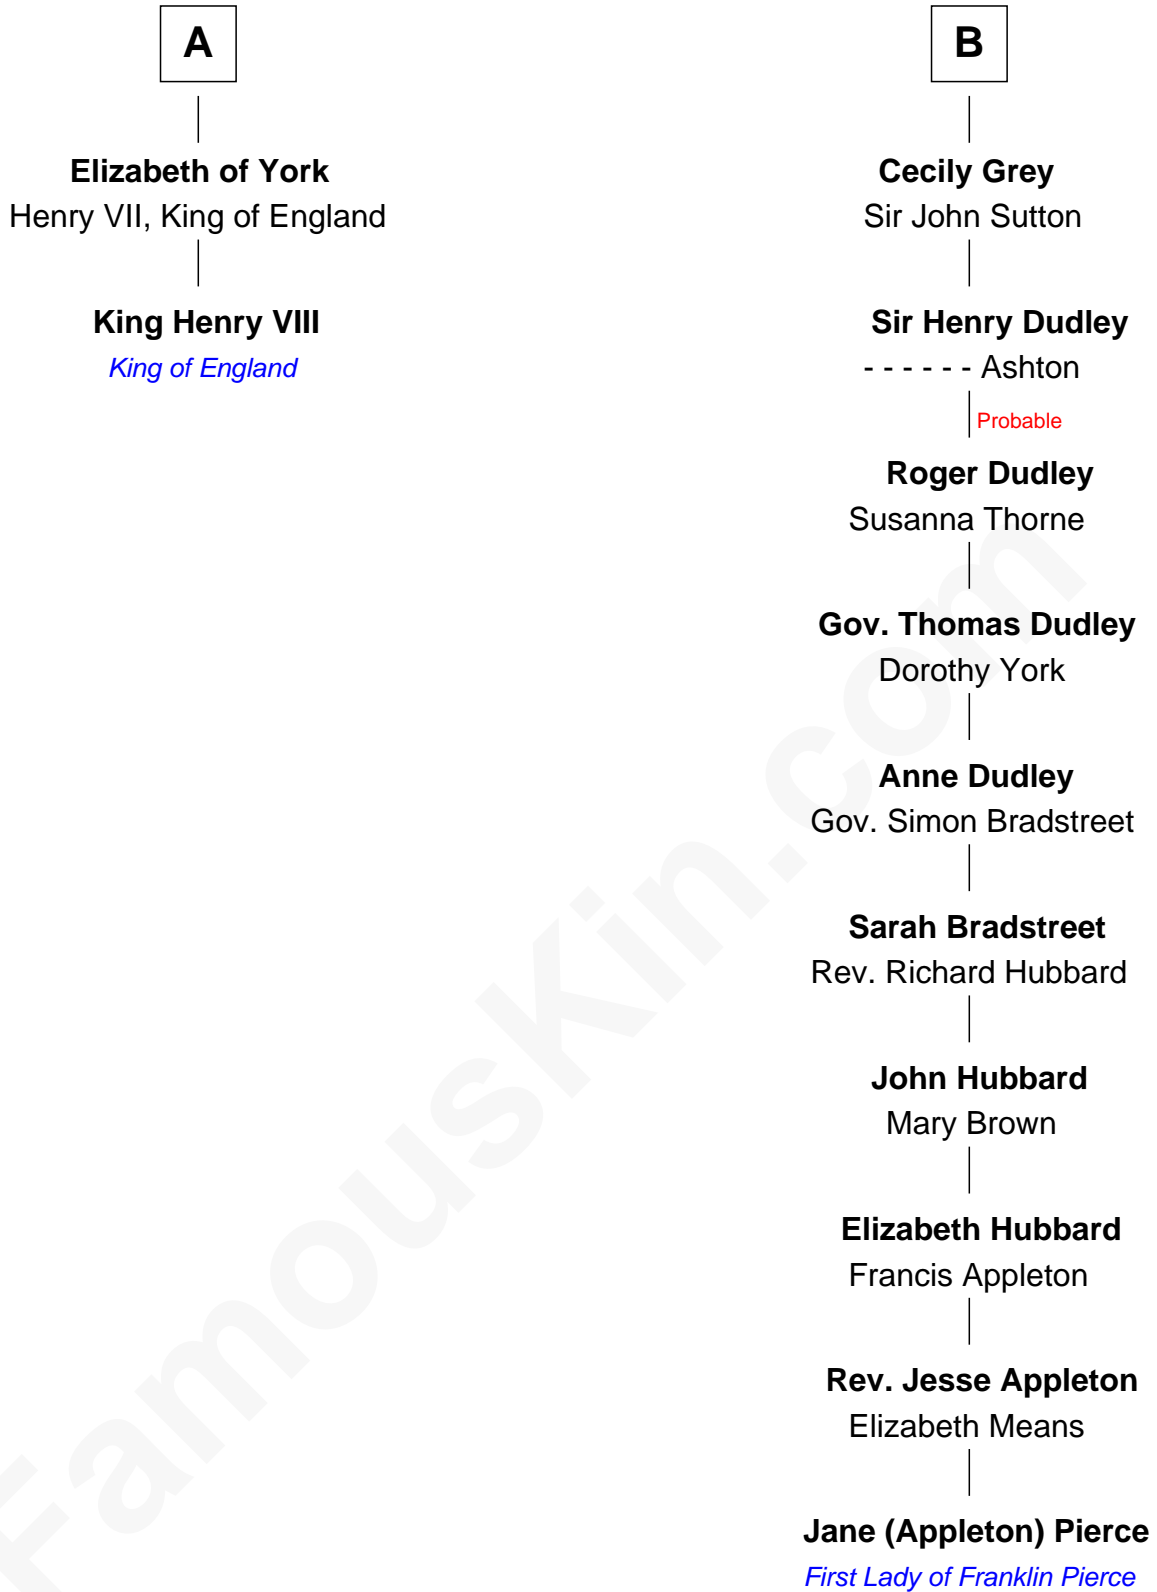 A
Elizabeth of York
Henry VII, King of England
King Henry VIII
King of England
B
Cecily Grey
Sir John Sutton
Sir Henry Dudley
- - - - - - Ashton
Probable
Roger Dudley
Susanna Thorne
Gov. Thomas Dudley
Dorothy York
Anne Dudley
Gov. Simon Bradstreet
Sarah Bradstreet
Rev. Richard Hubbard
John Hubbard
Mary Brown
Elizabeth Hubbard
Francis Appleton
Rev. Jesse Appleton
Elizabeth Means
Jane (Appleton) Pierce
First Lady of Franklin Pierce
FamousKin.com